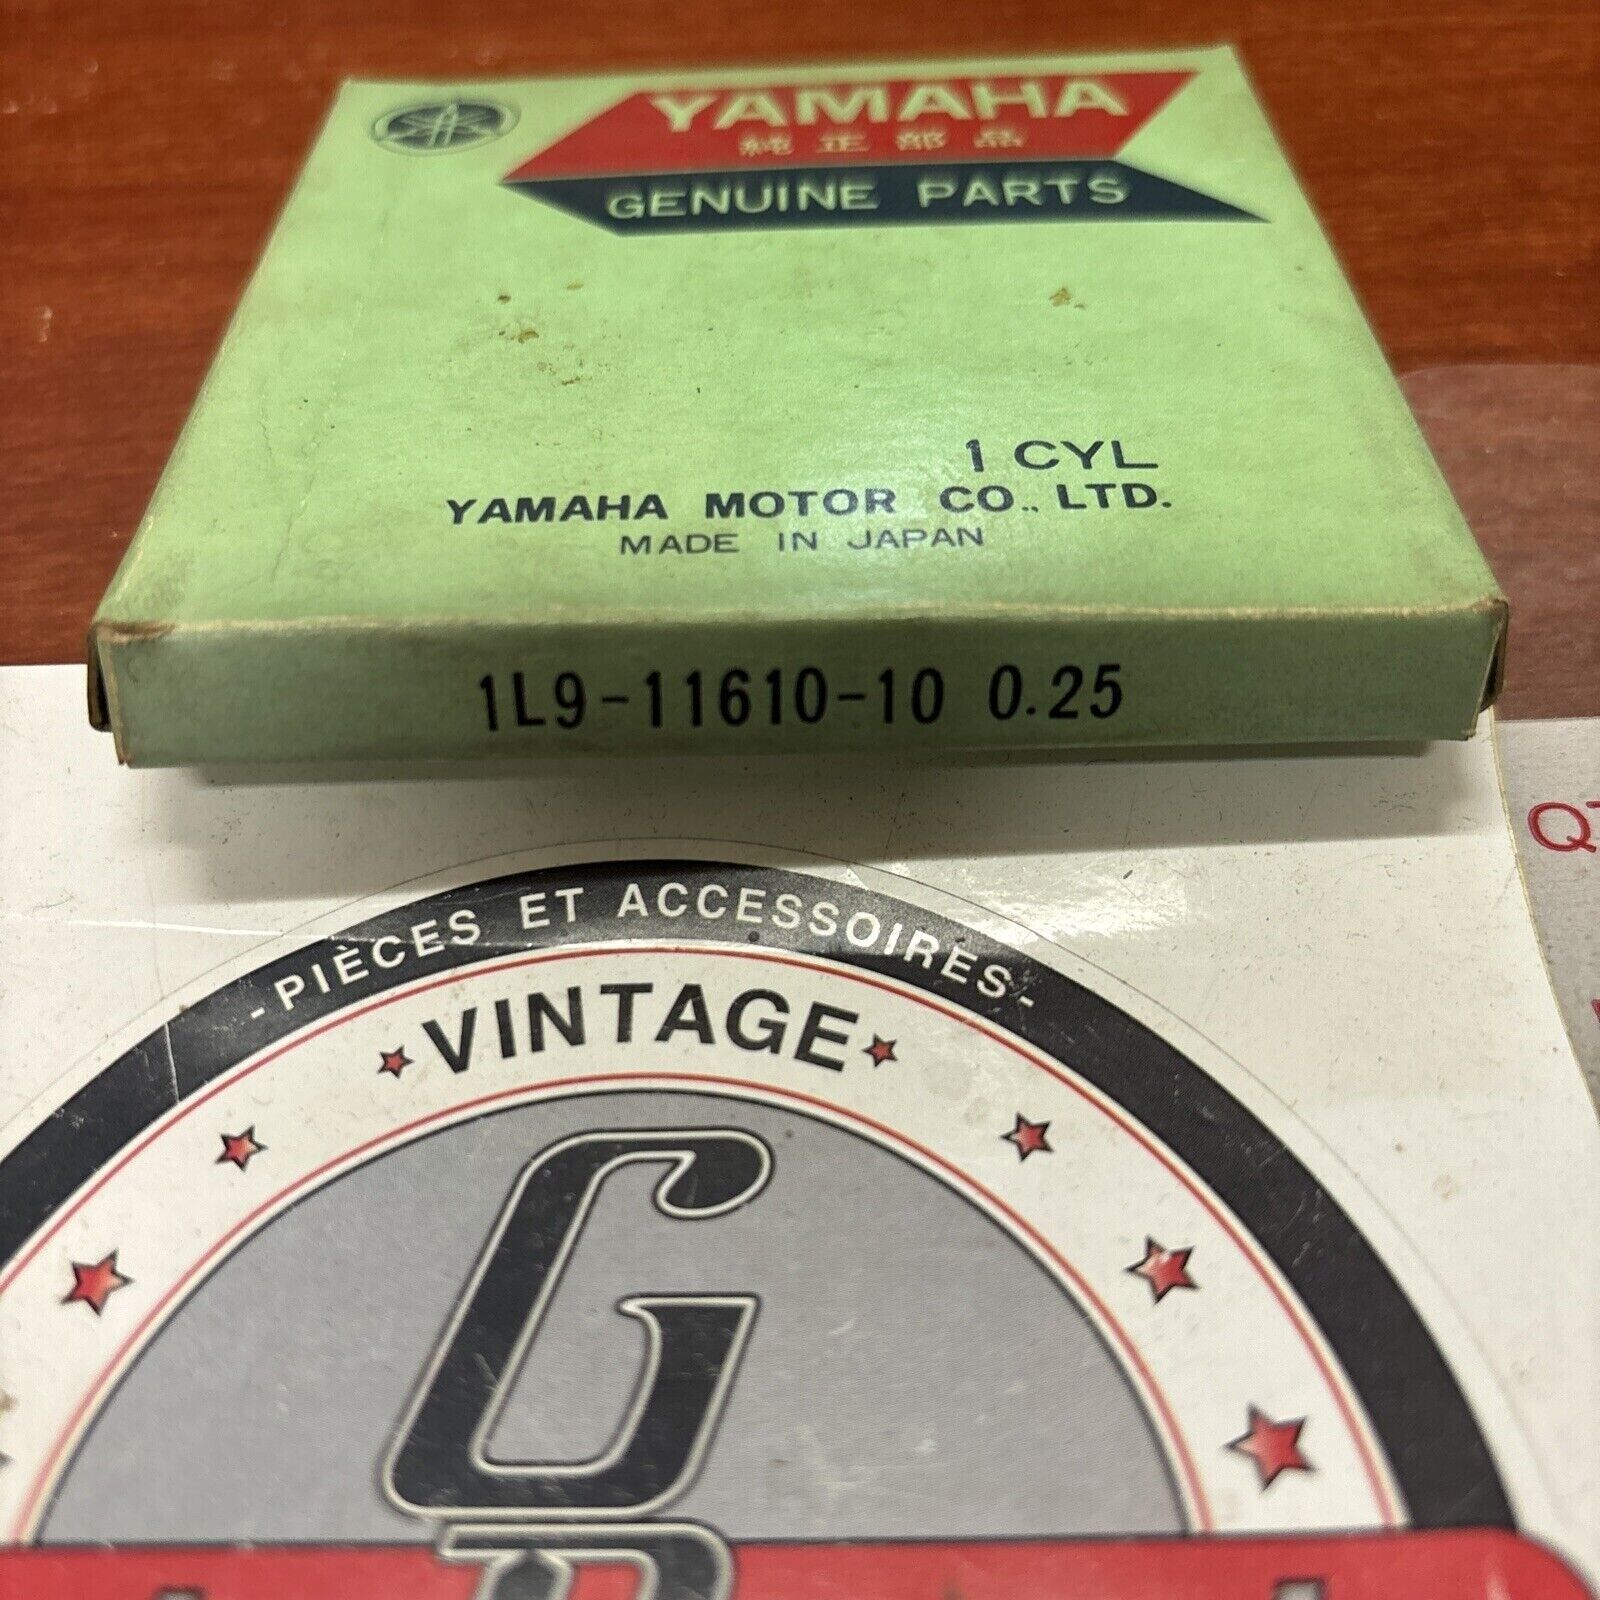 YAMAHA
純正部品
GENUINE PARTS
1 CYL
YAMAHA MOTOR CO., LTD.
MADE IN JAPAN
1L9-11610-10 0.25
- PIÈCES ET ACCESSOIRES -
VINTAGE
G